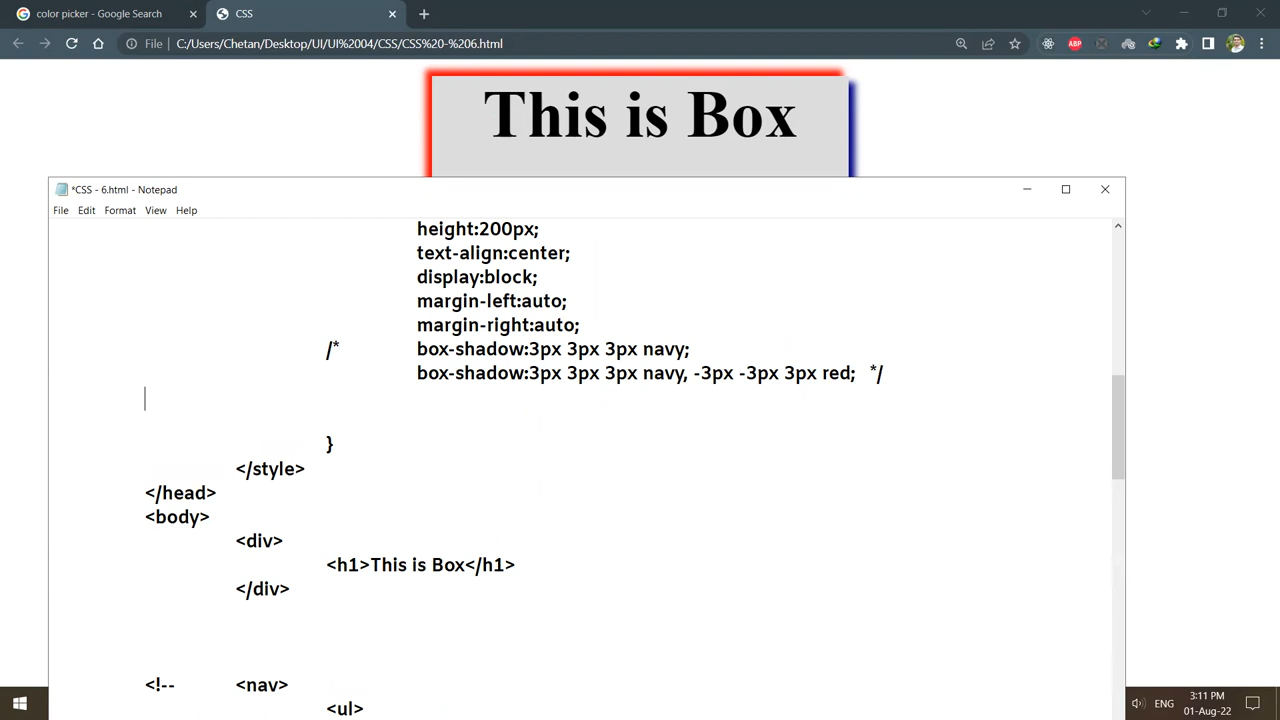 color picker - Google Search
CSS
File
C:/Users/Chetan/Desktop/UI/UI%2004/CSS/CSS%20-%206.html
ABP
This is Box
*CSS - 6.html - Notepad
File Edit Format View Help
height:200px;
text-align:center;
display:block;
margin-left:auto;
margin-right:auto;
/* box-shadow:3px 3px 3px navy;
box-shadow:3px 3px 3px navy, -3px -3px 3px red; */
}
</style>
</head>
<body>
<div>
<h1>This is Box</h1>
</div>
<!-- <nav>
<ul>
ENG
3:11 PM
01-Aug-22